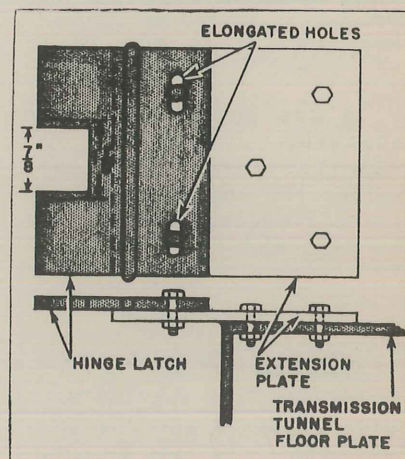 ELONGATED HOLES
7/8"
HINGE LATCH
EXTENSION
PLATE
TRANSMISSION
TUNNEL
FLOOR PLATE